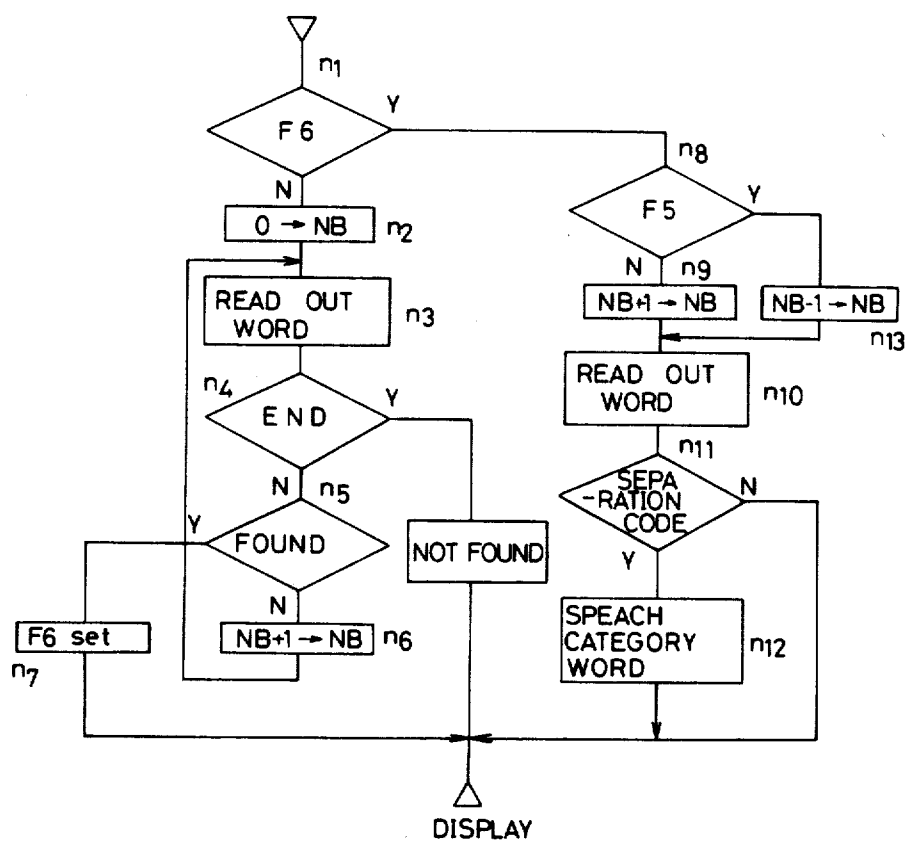 n1
F6
Y
N
0 → NB
n2
READ OUT
WORD
n3
n4
END
Y
N
n5
Y
FOUND
N
NOT FOUND
F6 set
n7
NB+1 → NB
n6
n8
F5
Y
N
n9
NB+1 → NB
NB-1 → NB
n13
READ OUT
WORD
n10
n11
SEPA
-RATION
CODE
N
Y
SPEACH
CATEGORY
WORD
n12
DISPLAY